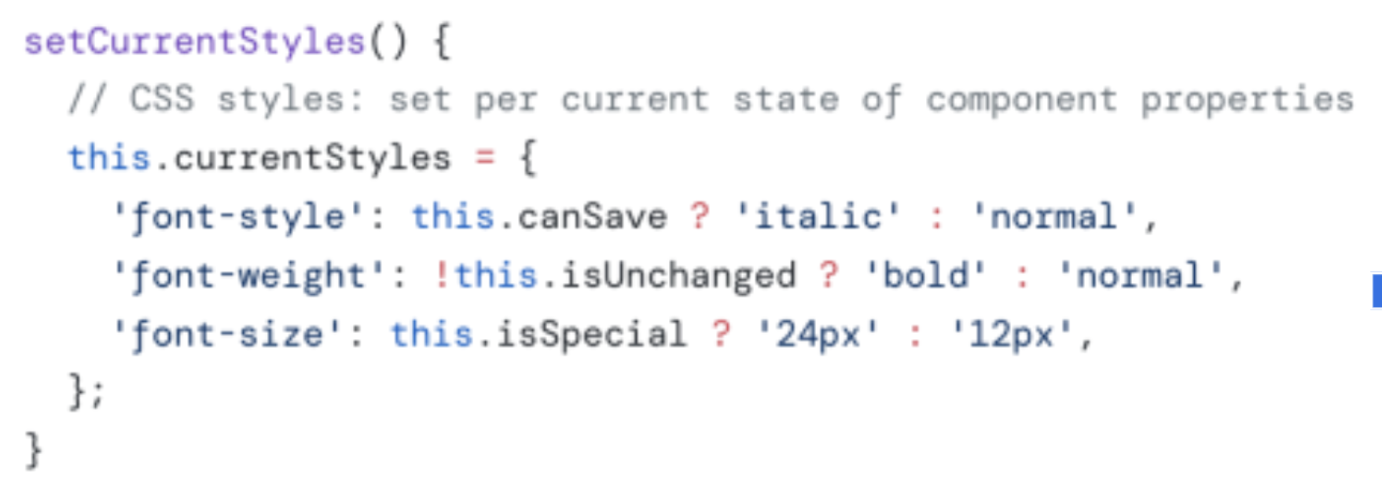 setCurrentStyles() {
  // CSS styles: set per current state of component properties
  this.currentStyles = {
    'font-style': this.canSave ? 'italic' : 'normal',
    'font-weight': !this.isUnchanged ? 'bold' : 'normal',
    'font-size': this.isSpecial ? '24px' : '12px',
  };
}